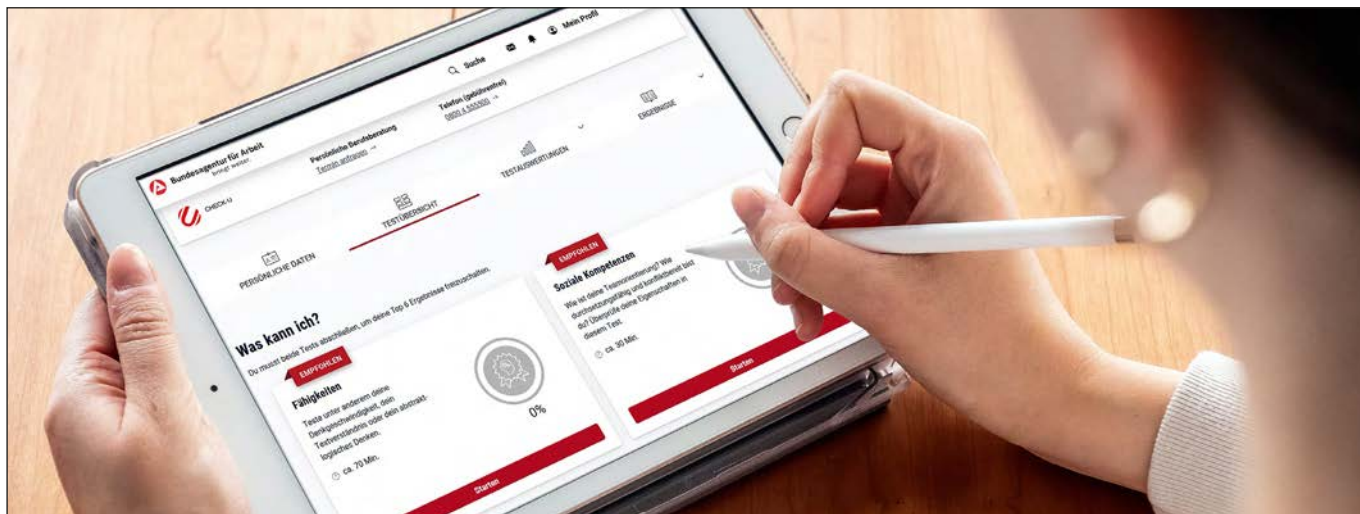 Suche
Mein Profil
Bundesagentur für Arbeit
bringt weiter.
Persönliche Berufsberatung
Termin anfragen →
Telefon (gebührenfrei)
0800 4 555500 →
CHECK-U
PERSÖNLICHE DATEN
TESTÜBERSICHT
TESTAUSWERTUNGEN
ERGEBNISSE
Was kann ich?
Du musst beide Tests abschließen, um deine Top 6 Ergebnisse freizuschalten.
EMPFOHLEN
Fähigkeiten
Teste unter anderem deine
Denkgeschwindigkeit, dein
Textverständnis oder dein abstrakt-
logisches Denken.
ca. 70 Min.
0%
Starten
EMPFOHLEN
Soziale Kompetenzen
Wie ist deine Teamorientierung? Wie
durchsetzungsfähig und konfliktbereit bist
du? Überprüfe deine Eigenschaften in
diesem Test.
ca. 30 Min.
Starten